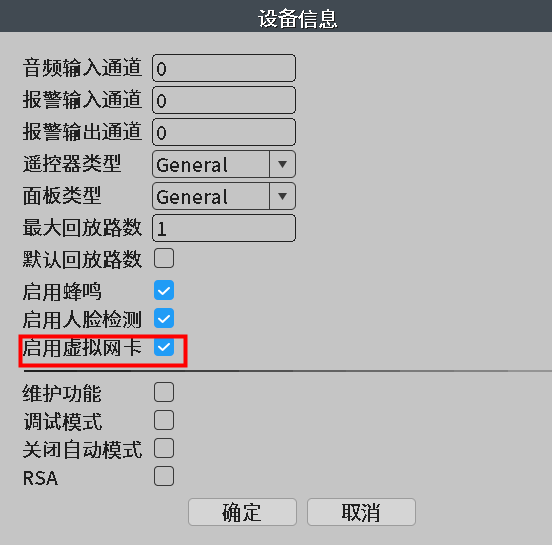 设备信息
音频输入通道 0
报警输入通道 0
报警输出通道 0
遥控器类型 General
面板类型 General
最大回放路数 1
默认回放路数
启用蜂鸣
启用人脸检测
启用虚拟网卡
维护功能
调试模式
关闭自动模式
RSA
确定 取消